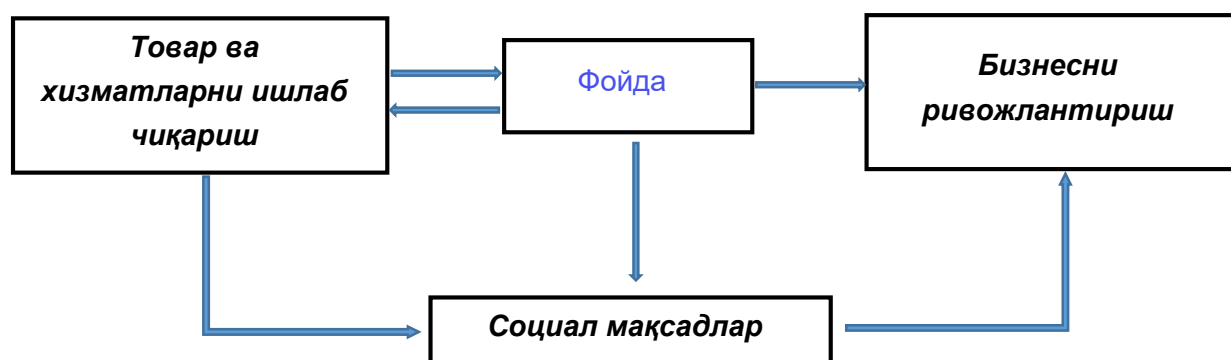 Товар ва
хизматларни ишлаб
чиқариш
Фойда
Бизнесни
ривожлантириш
Социал мақсадлар